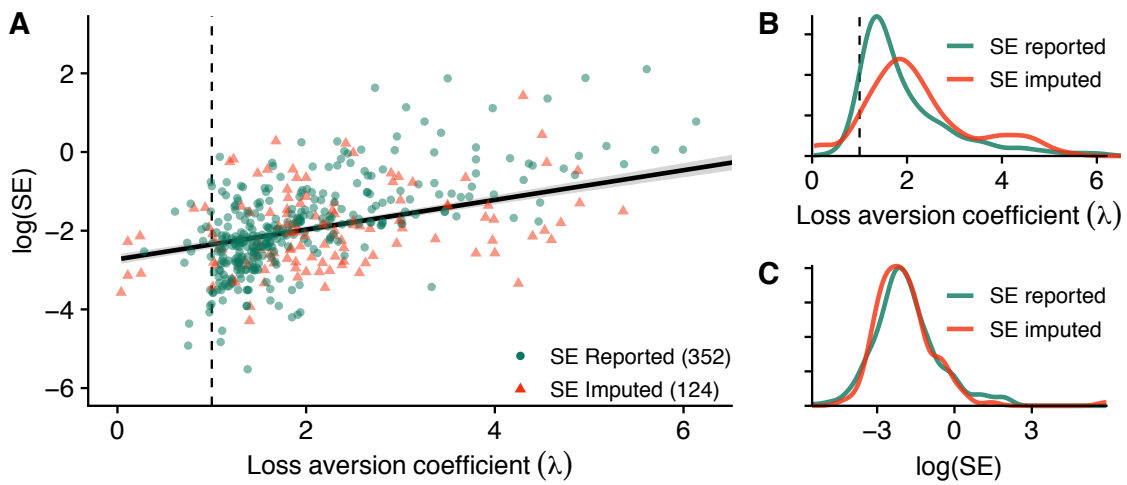 A
log(SE)
2
0
−2
−4
−6
0
2
4
6
Loss aversion coefficient (λ)
SE Reported (352)
SE Imputed (124)
B
SE reported
SE imputed
0
2
4
6
Loss aversion coefficient (λ)
C
SE reported
SE imputed
−3
0
3
log(SE)